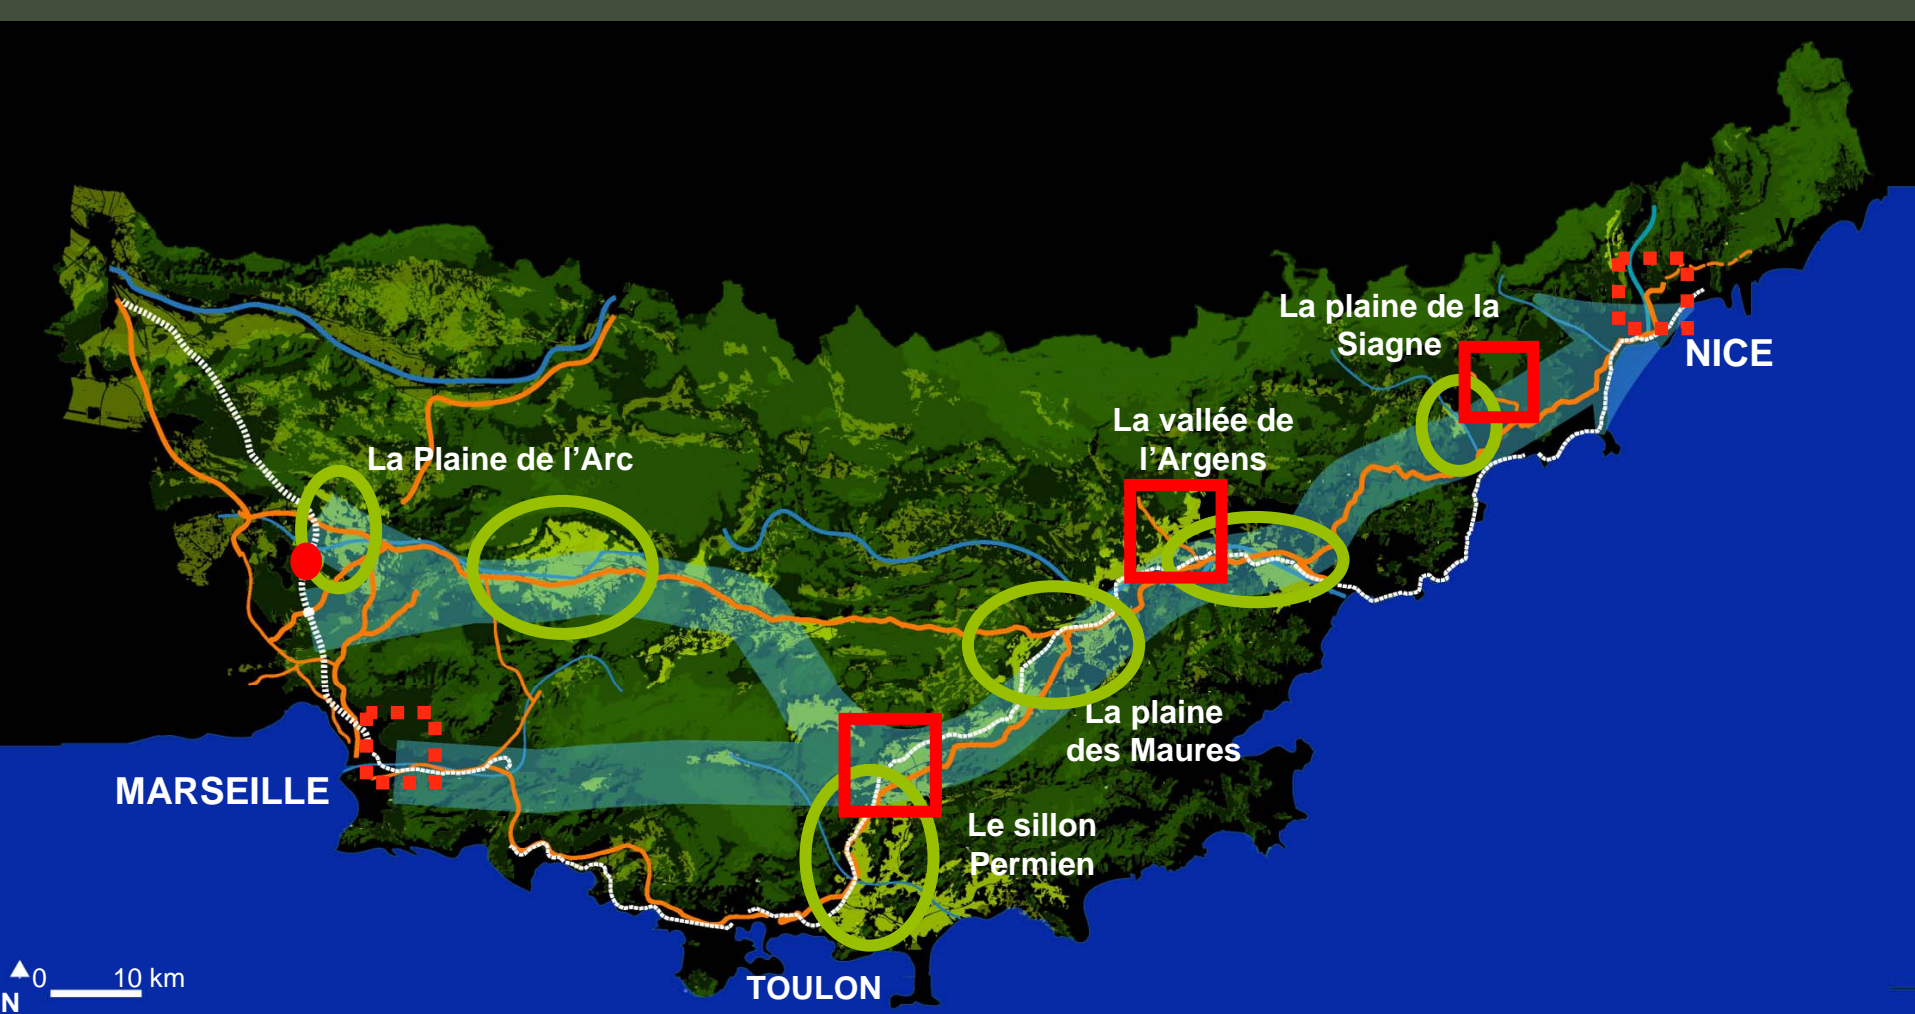 V
La plaine de la
Siagne
NICE
La vallée de
l’Argens
La Plaine de l’Arc
La plaine
des Maures
MARSEILLE
Le sillon
Permien
0 10 km
N
TOULON